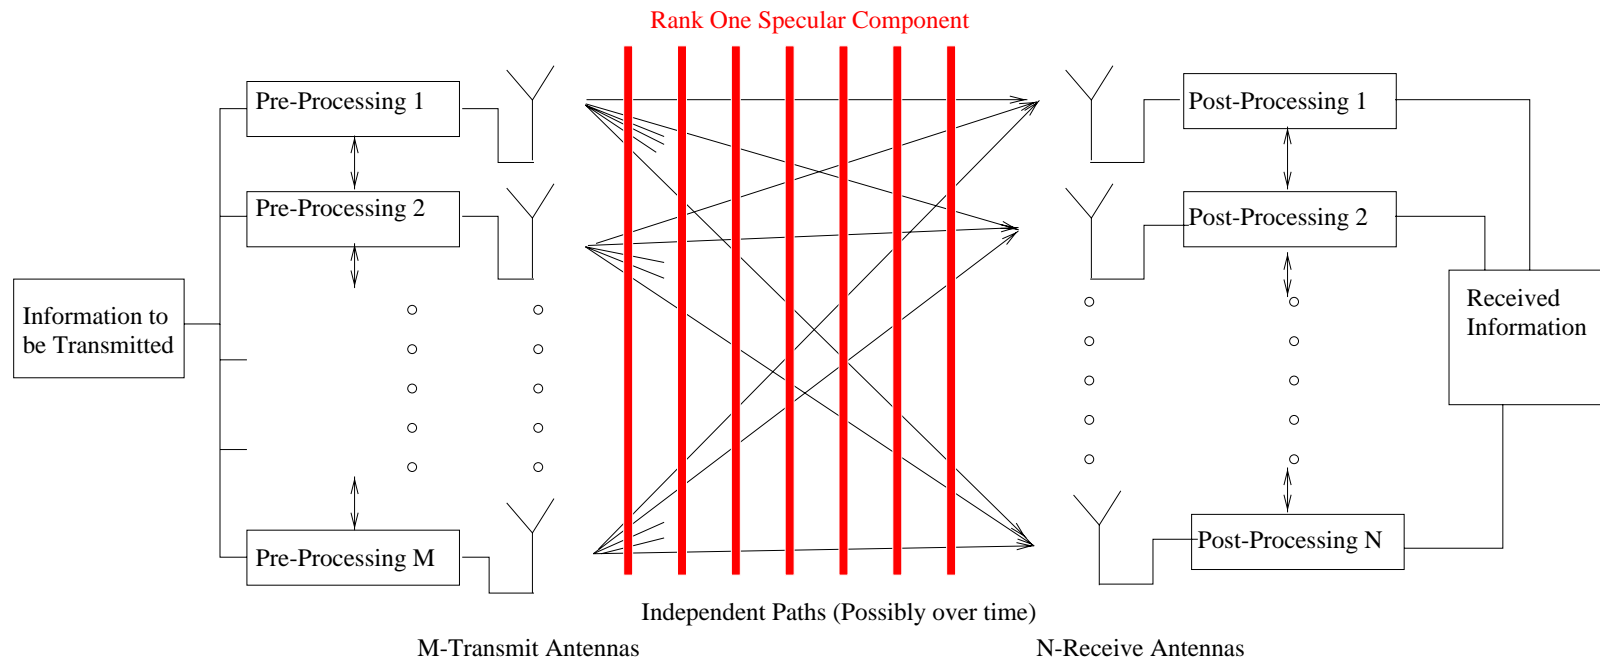 Rank One Specular Component
Pre-Processing 1
Post-Processing 1
Pre-Processing 2
Post-Processing 2
Information to
be Transmitted
Received
Information
Pre-Processing M
Post-Processing N
Independent Paths (Possibly over time)
M-Transmit Antennas
N-Receive Antennas